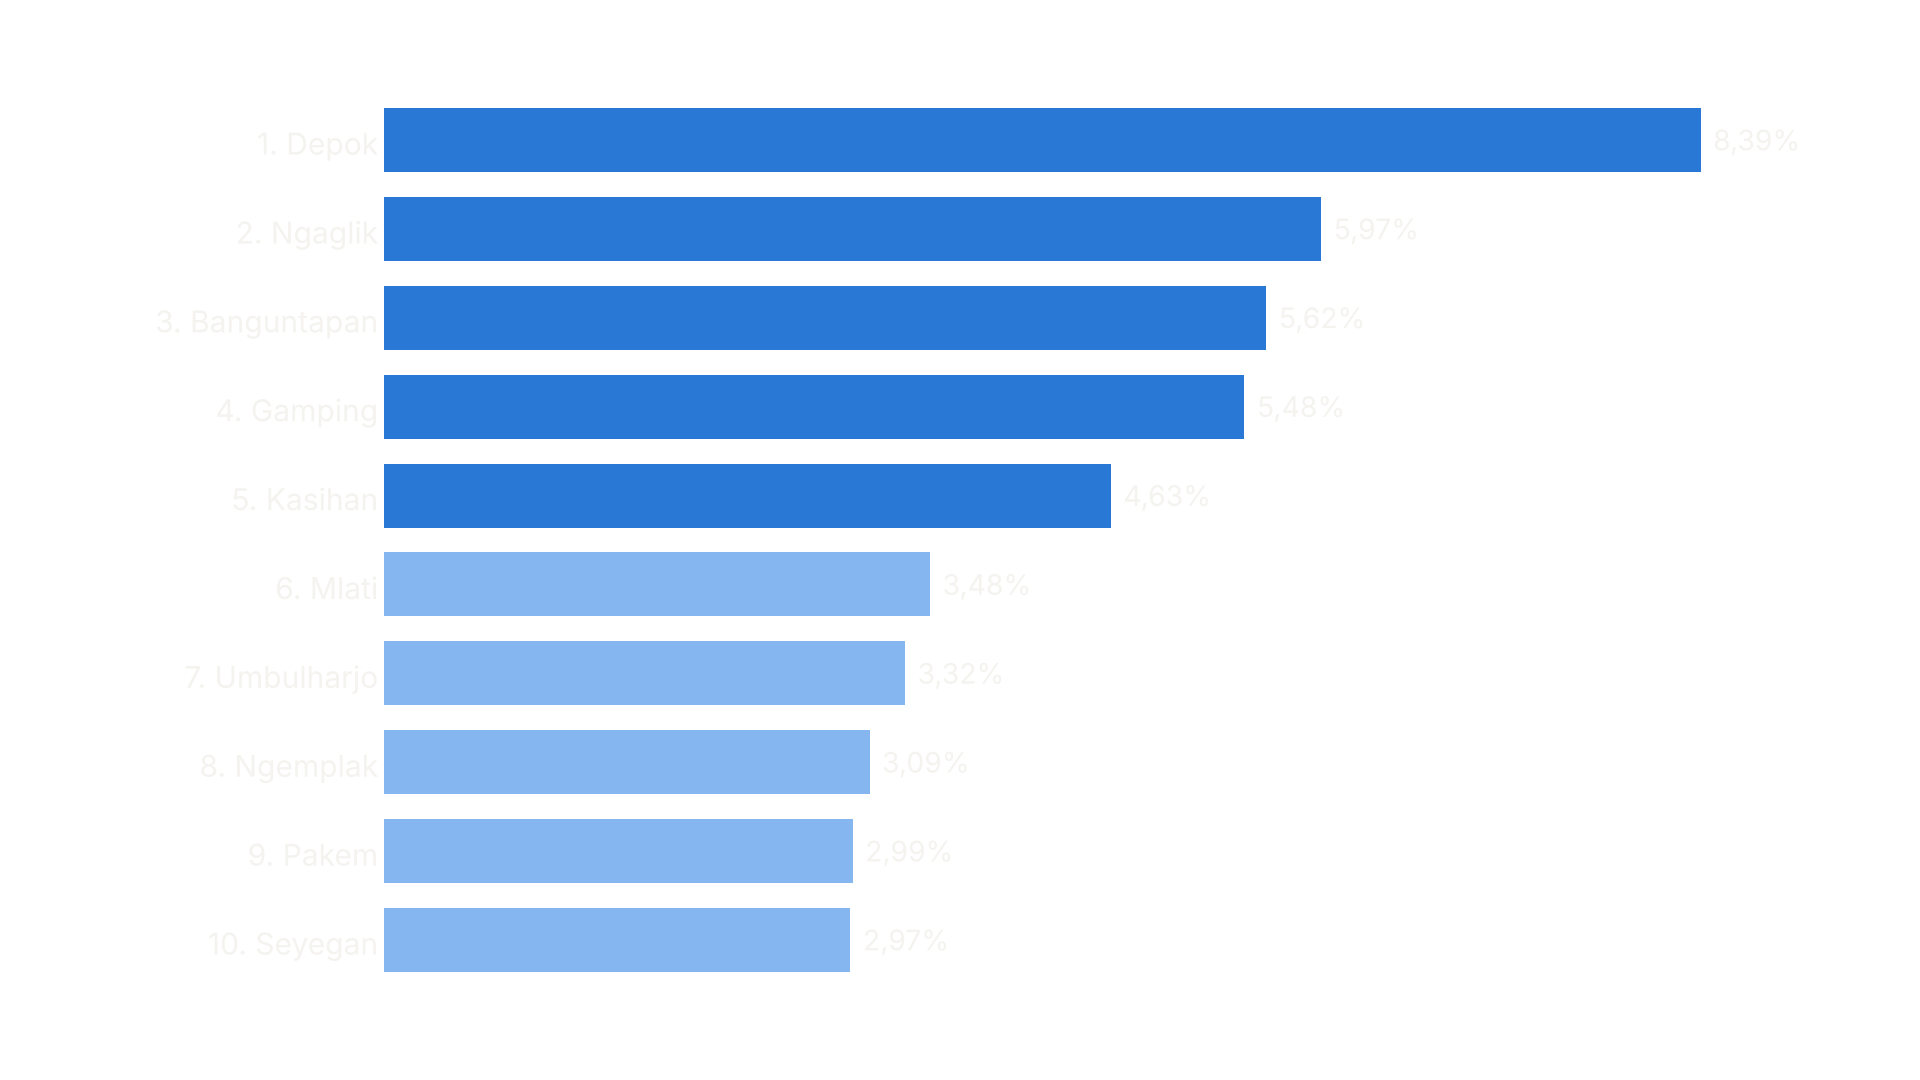 1. Depok 8,39%
2. Ngaglik 5,97%
3. Banguntapan 5,62%
4. Gamping 5,48%
5. Kasihan 4,63%
6. Mlati 3,48%
7. Umbulharjo 3,32%
8. Ngemplak 3,09%
9. Pakem 2,99%
10. Seyegan 2,97%